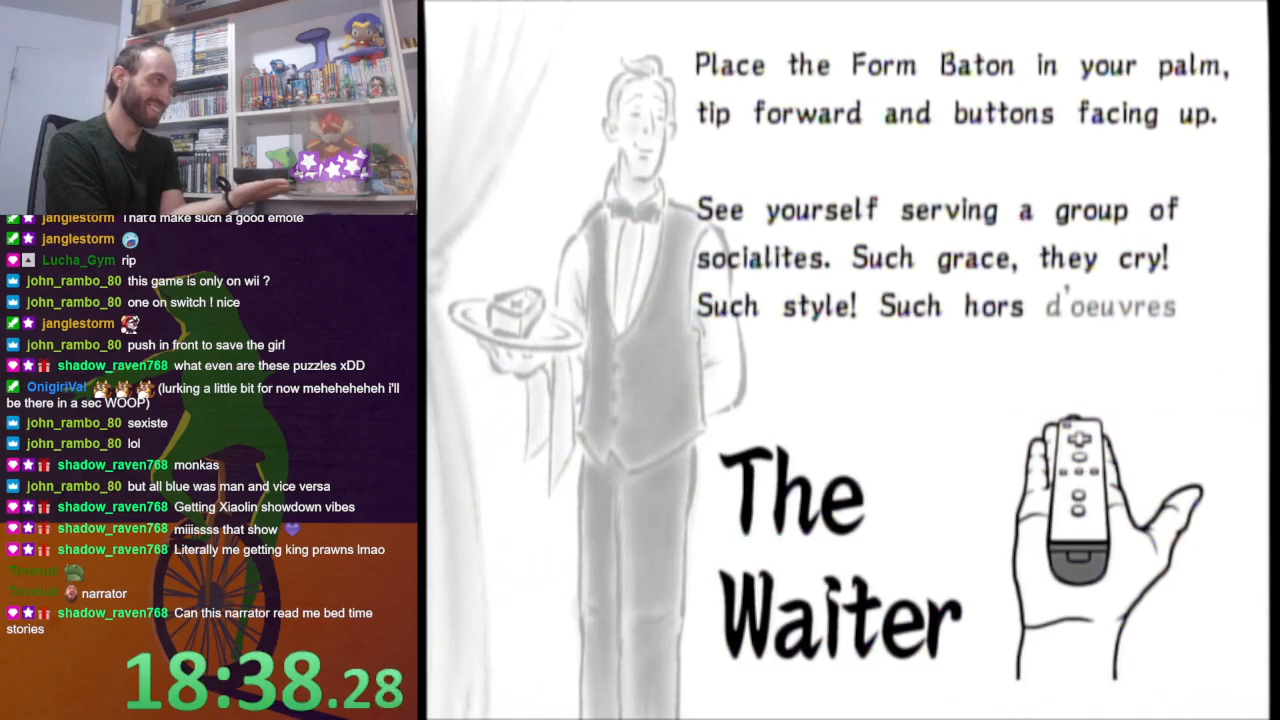 janglestorm That'd make such a good emote
janglestorm
Lucha_Gym rip
john_rambo_80 this game is only on wii ?
john_rambo_80 one on switch ! nice
janglestorm
john_rambo_80 push in front to save the girl
shadow_raven768 what even are these puzzles xDD
OnigiriVal (lurking a little bit for now meheheheheh i'll
be there in a sec WOOP)
john_rambo_80 sexiste
john_rambo_80 lol
shadow_raven768 monkas
john_rambo_80 but all blue was man and vice versa
shadow_raven768 Getting Xiaolin showdown vibes
shadow_raven768 miiissss that show
shadow_raven768 Literally me getting king prawns lmao
narrator
shadow_raven768 Can this narrator read me bed time
stories
18:38.28
Place the Form Baton in your palm,
tip forward and buttons facing up.
See yourself serving a group of
socialites. Such grace, they cry!
Such style! Such hors d'oeuvres
The
Waiter